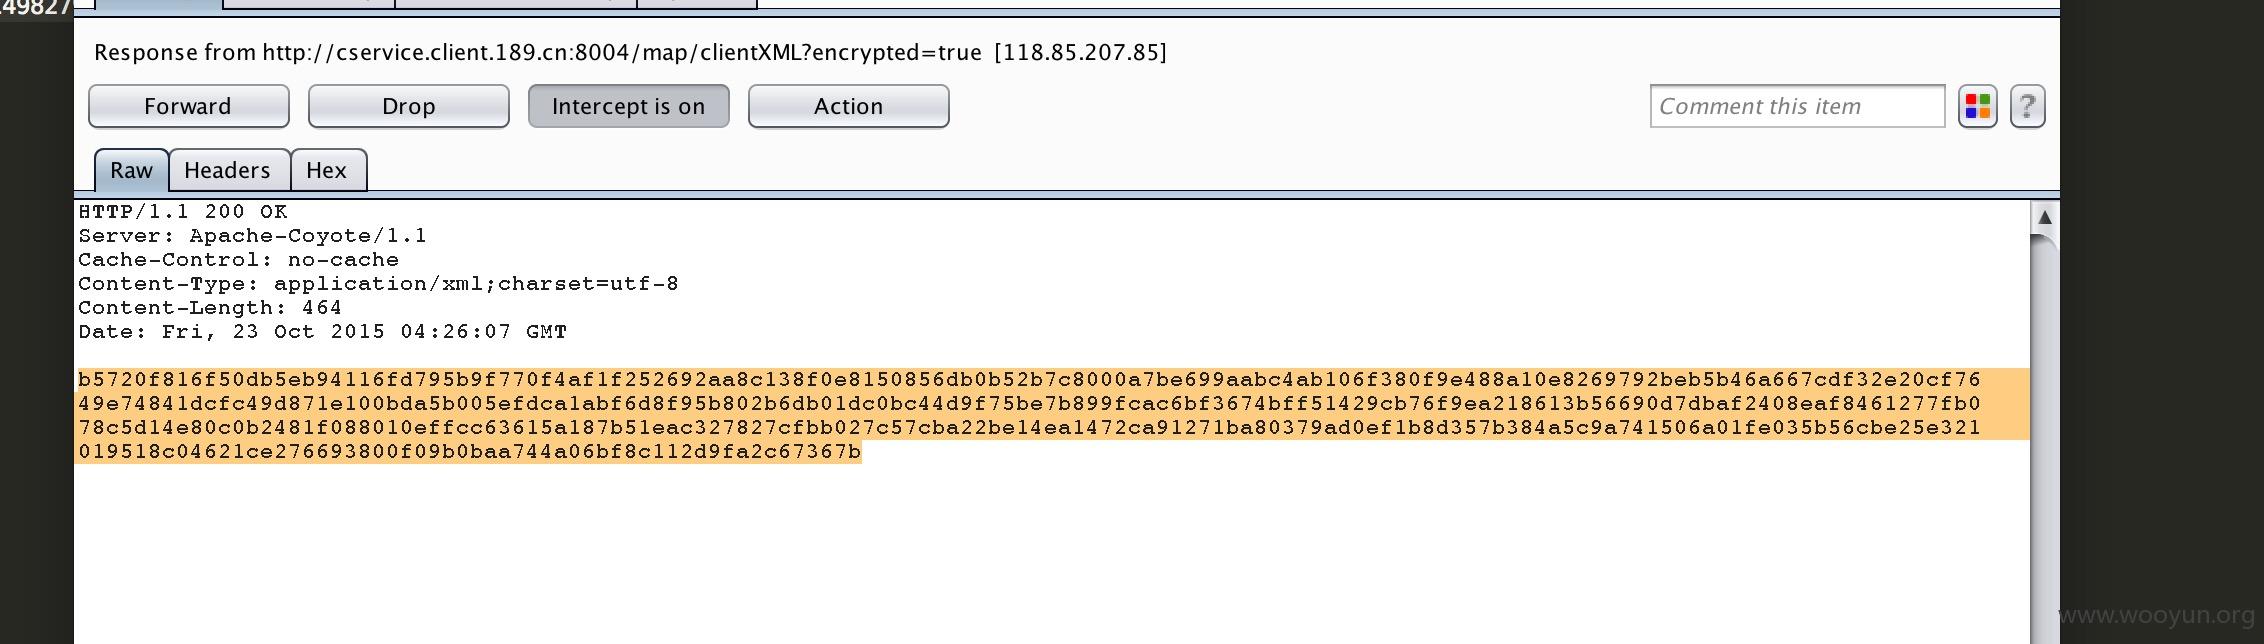 49827
Response from http://cservice.client.189.cn:8004/map/clientXML?encrypted=true [118.85.207.85]
Forward Drop Intercept is on Action Comment this item ?
Raw Headers Hex
HTTP/1.1 200 OK
Server: Apache-Coyote/1.1
Cache-Control: no-cache
Content-Type: application/xml;charset=utf-8
Content-Length: 464
Date: Fri, 23 Oct 2015 04:26:07 GMT
b5720f816f50db5eb94116fd795b9f770f4af1f252692aa8c138f0e8150856db0b52b7c8000a7be699aabc4ab106f380f9e488a10e8269792beb5b46a667cdf32e20cf76
49e74841dcfc49d871e100bda5b005efdca1abf6d8f95b802b6db01dc0bc44d9f75be7b899fcac6bf3674bff51429cb76f9ea218613b56690d7dbaf2408eaf8461277fb0
78c5d14e80c0b2481f088010effcc63615a187b51eac327827cfbb027c57cba22be14ea1472ca91271ba80379ad0ef1b8d357b384a5c9a741506a01fe035b56cbe25e321
019518c04621ce276693800f09b0baa744a06bf8c112d9fa2c67367b
www.wooyun.org